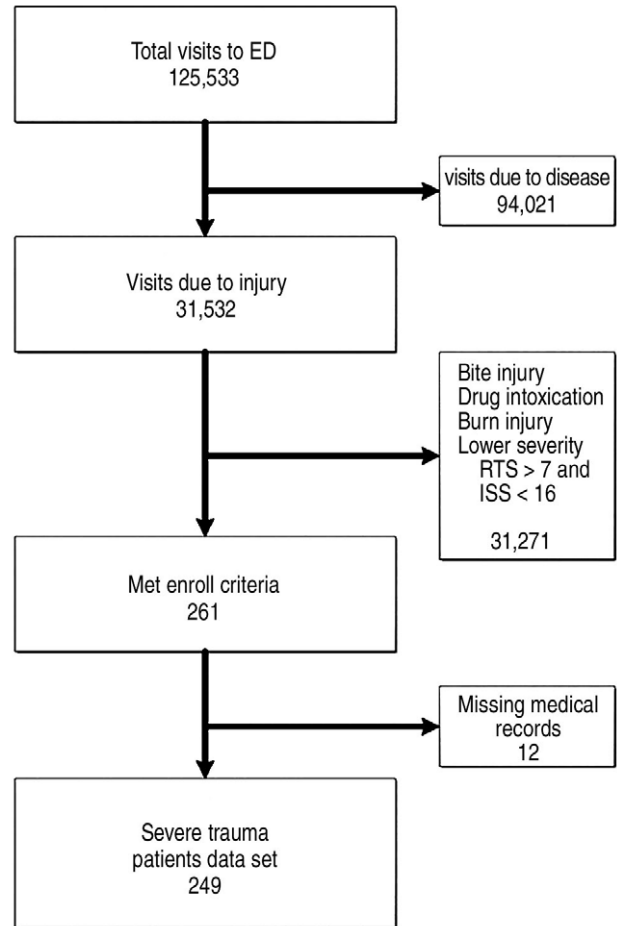 Total visits to ED
125,533
visits due to disease
94,021
Visits due to injury
31,532
Bite injury
Drug intoxication
Burn injury
Lower severity
RTS > 7 and
ISS < 16
31,271
Met enroll criteria
261
Missing medical
records
12
Severe trauma
patients data set
249